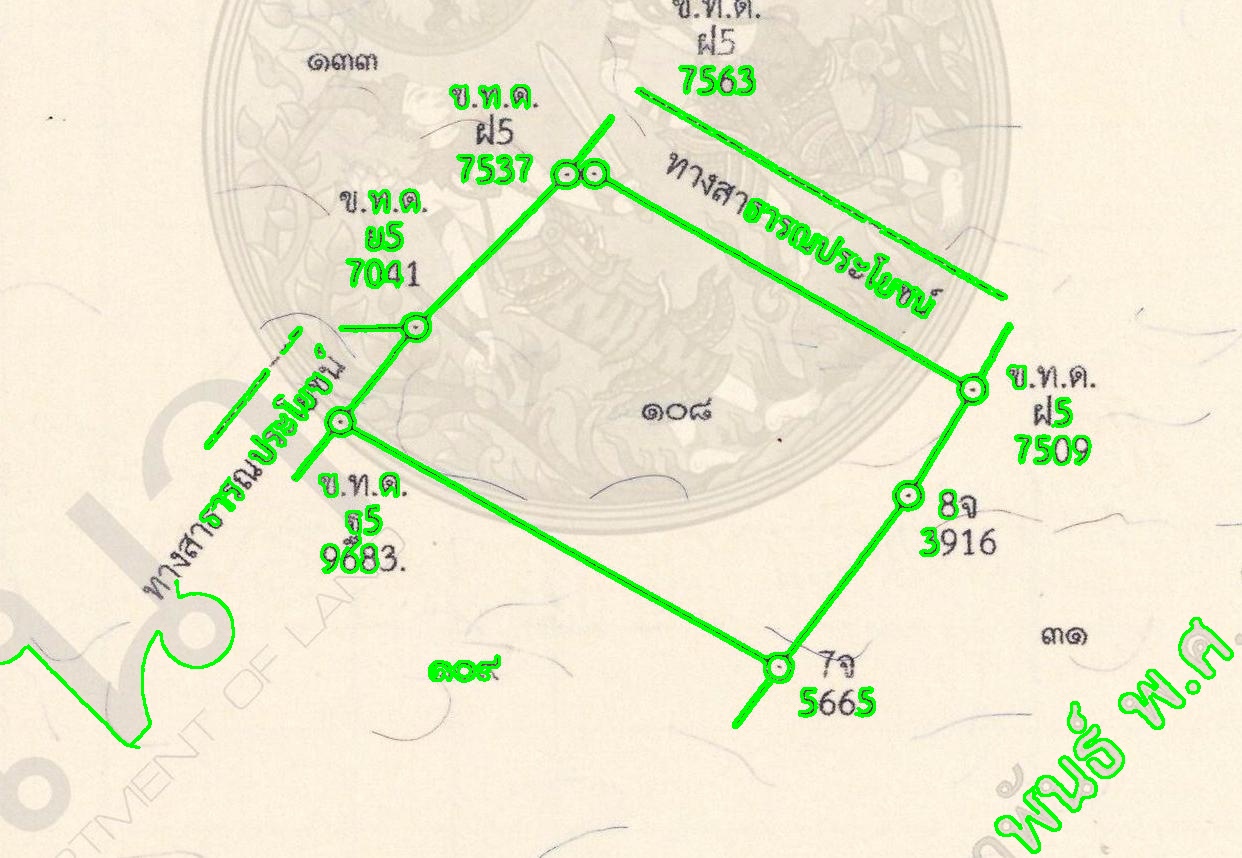 ข.ท.ด.
ฝ5
7563
๑๓๓
ข.ท.ด.
ฝ5
7537
ทางสาธารณประโยชน์
ข.ท.ด.
ย5
7041
ข.ท.ด.
ฝ5
7509
๑๐๘
ทางสาธารณประโยชน์
ข.ท.ด.
ฐ5
9683.
8จ
3916
๓๑
๑๐๙
7จ
5665
DEPARTMENT OF LAND
พันธ์ พ.ศ.